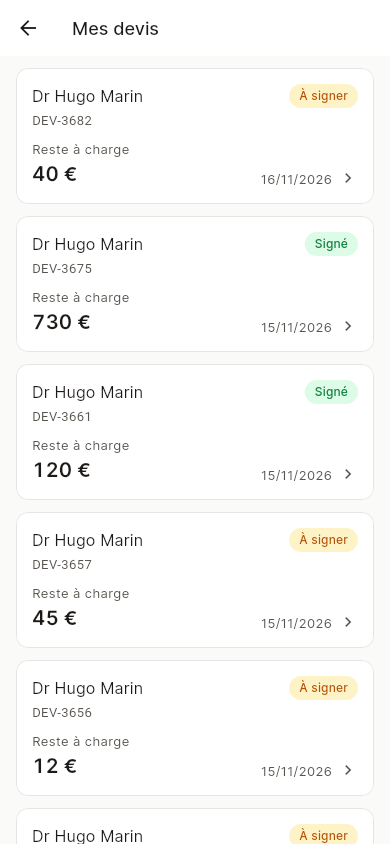 Mes devis
Dr Hugo Marin
À signer
DEV-3682
Reste à charge
40 €
16/11/2026
Dr Hugo Marin
Signé
DEV-3675
Reste à charge
730 €
15/11/2026
Dr Hugo Marin
Signé
DEV-3661
Reste à charge
120 €
15/11/2026
Dr Hugo Marin
À signer
DEV-3657
Reste à charge
45 €
15/11/2026
Dr Hugo Marin
À signer
DEV-3656
Reste à charge
12 €
15/11/2026
Dr Hugo Marin
À signer